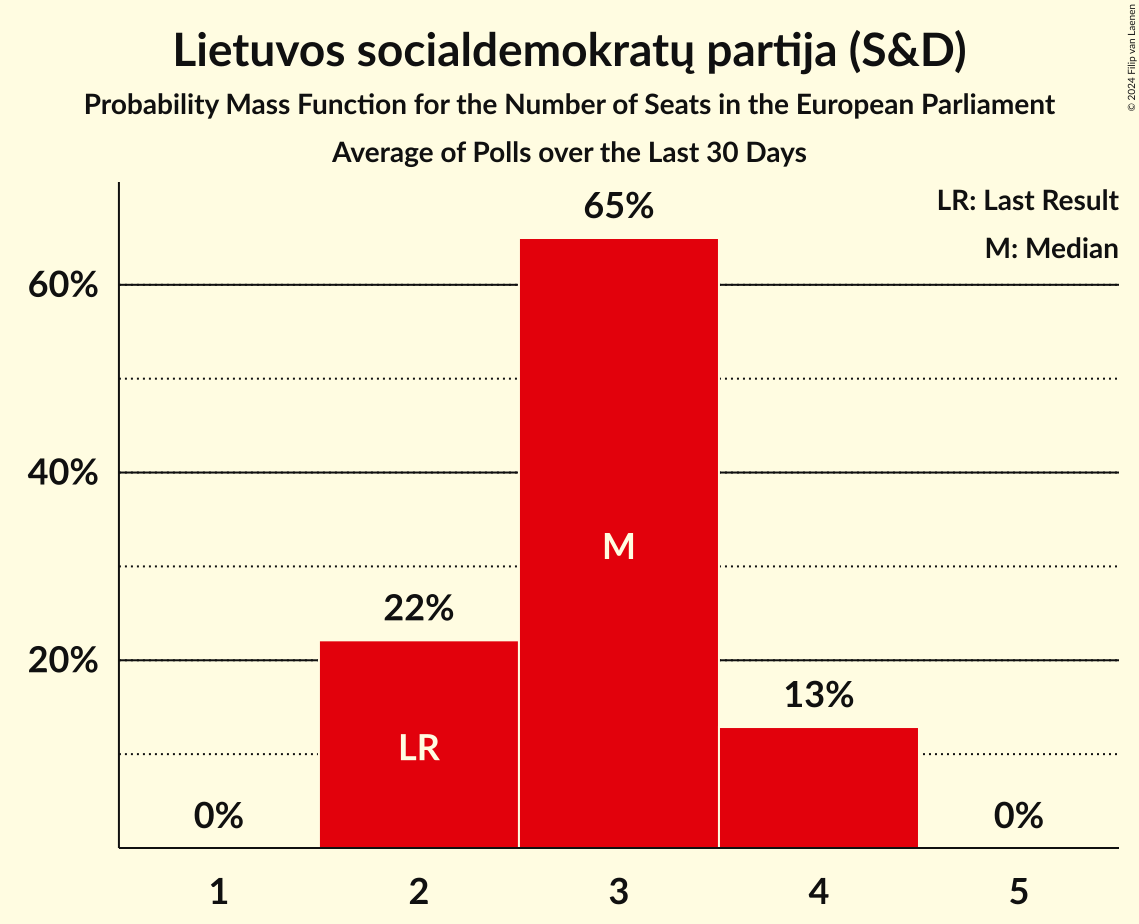 Lietuvos socialdemokratų partija (S&D)
Probability Mass Function for the Number of Seats in the European Parliament
Average of Polls over the Last 30 Days
© 2024 Filip van Laenen
LR: Last Result
M: Median
65%
60%
40%
M
22%
20%
13%
LR
0%
0%
1 2 3 4 5